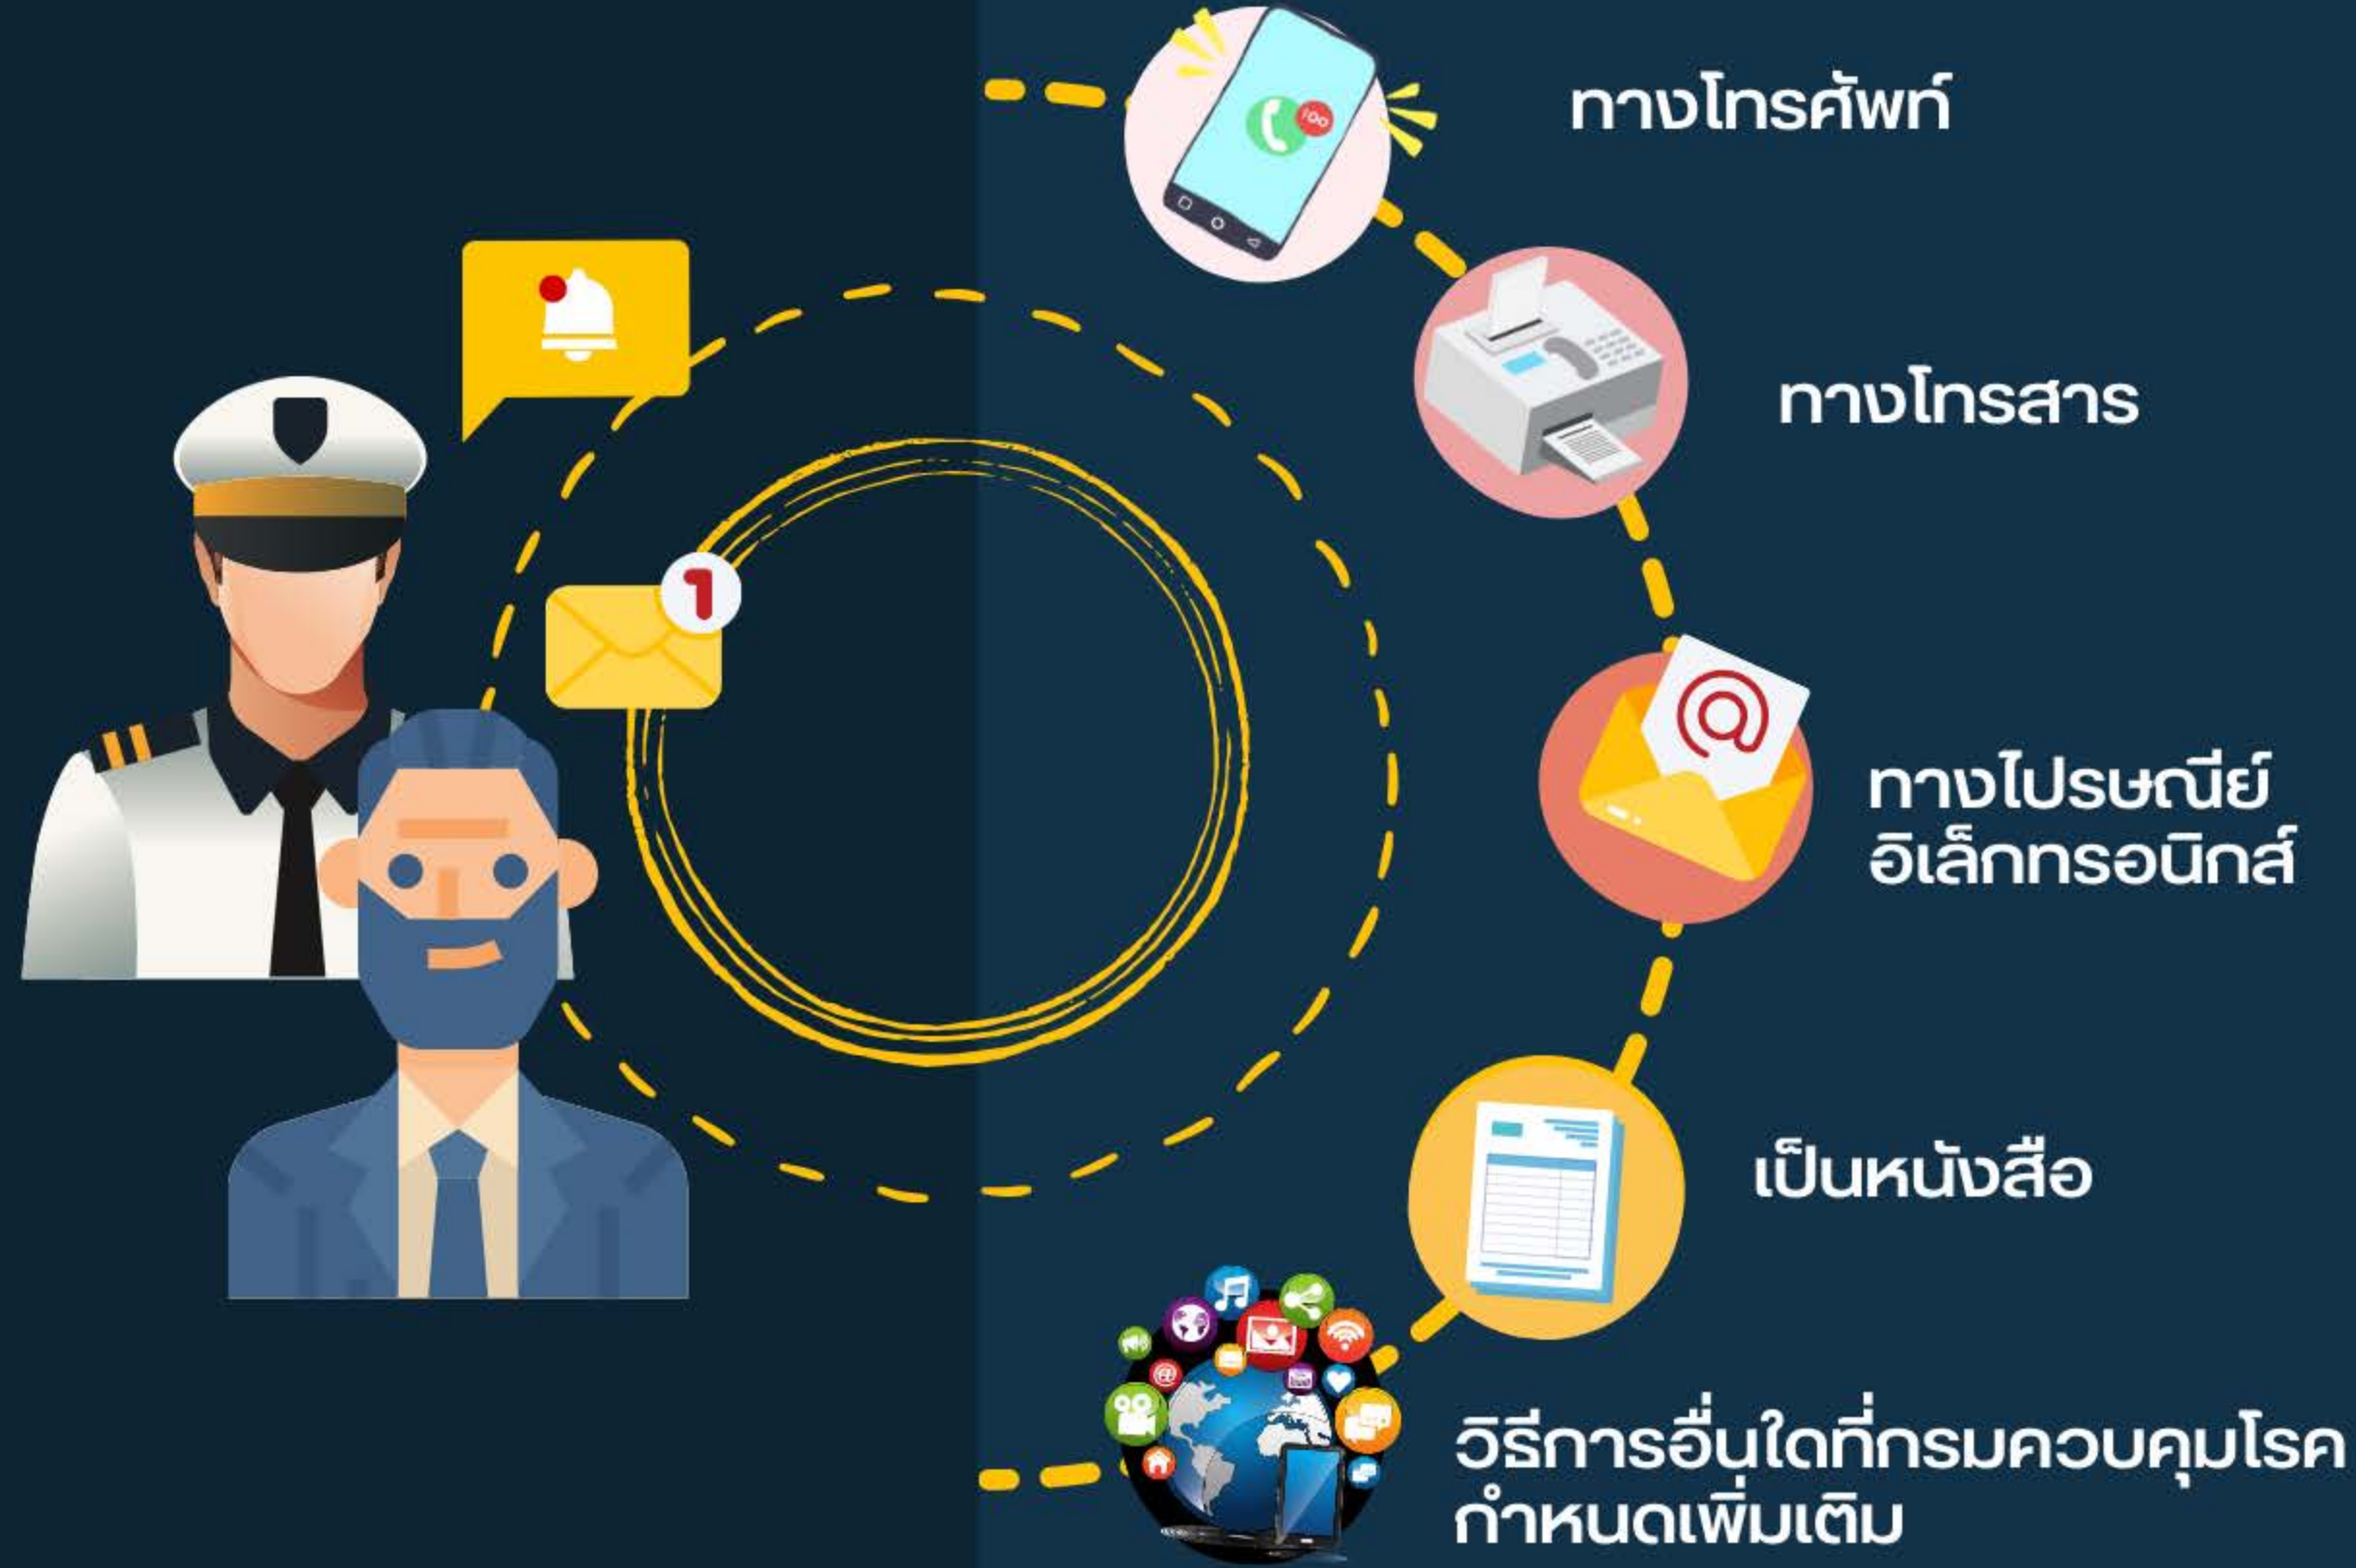 ทางโทรศัพท์
100
ทางโทรสาร
1
ทางไปรษณีย์
อิเล็กทรอนิกส์
เป็นหนังสือ
วิธีการอื่นใดที่กรมควบคุมโรค
กำหนดเพิ่มเติม